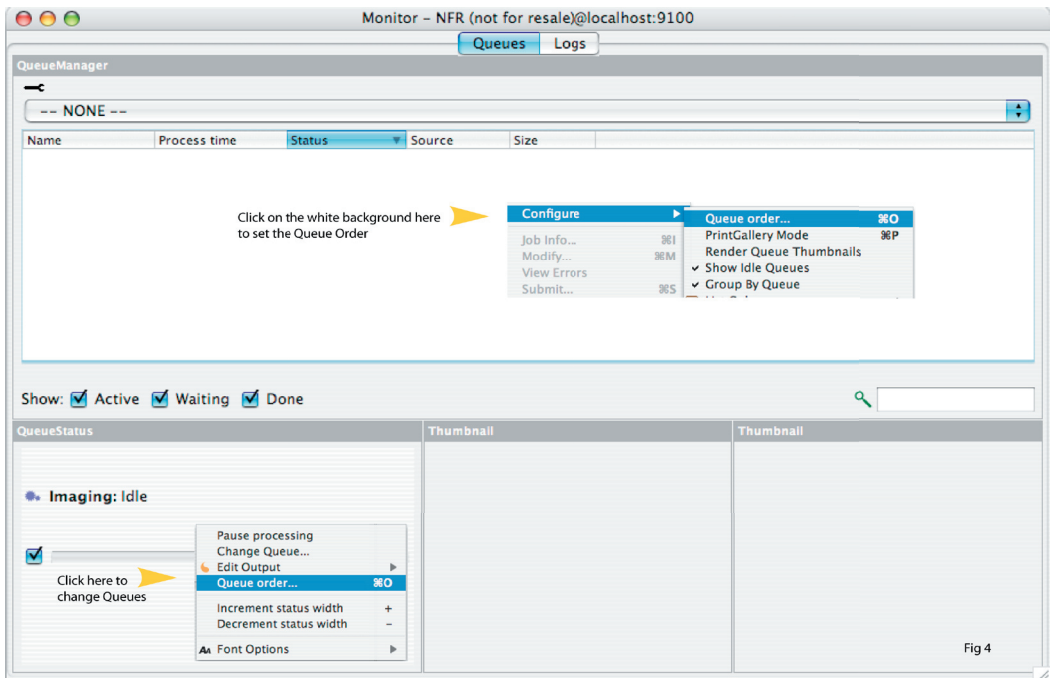 Monitor – NFR (not for resale)@localhost:9100
Queues Logs
QueueManager
-- NONE --
Name Process time Status Source Size
Click on the white background here
to set the Queue Order
Configure
Job Info... ⌘I
Modify... ⌘M
View Errors
Submit... ⌘S
Queue order... ⌘O
PrintGallery Mode ⌘P
Render Queue Thumbnails
✓ Show Idle Queues
✓ Group By Queue
Show: Active Waiting Done
QueueStatus
Thumbnail
Thumbnail
Imaging: Idle
Click here to
change Queues
Pause processing
Change Queue...
Edit Output
Queue order... ⌘O
Increment status width +
Decrement status width –
AA Font Options
Fig 4